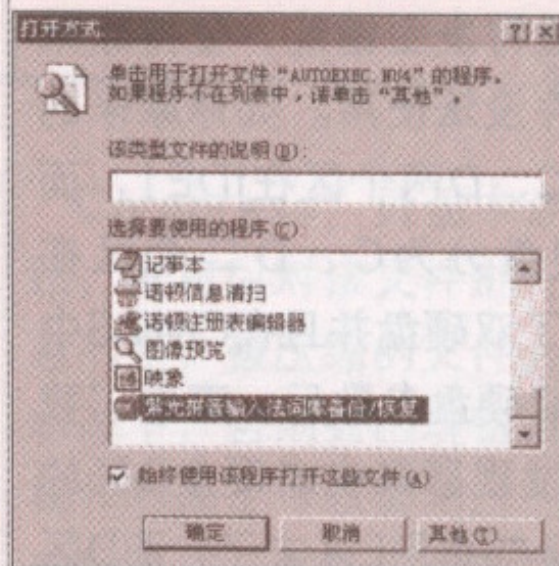 打开方式
单击用于打开文件“AUTOEXEC.NU4”的程序。
如果程序不在列表中，请单击“其他”。
该类型文件的说明(D):
选择要使用的程序(C)
记事本
诺顿信息清扫
诺顿注册表编辑器
图像预览
映象
紫光拼音输入法词库备份/恢复
始终使用该程序打开这些文件(A)
确定
取消
其他(T)...